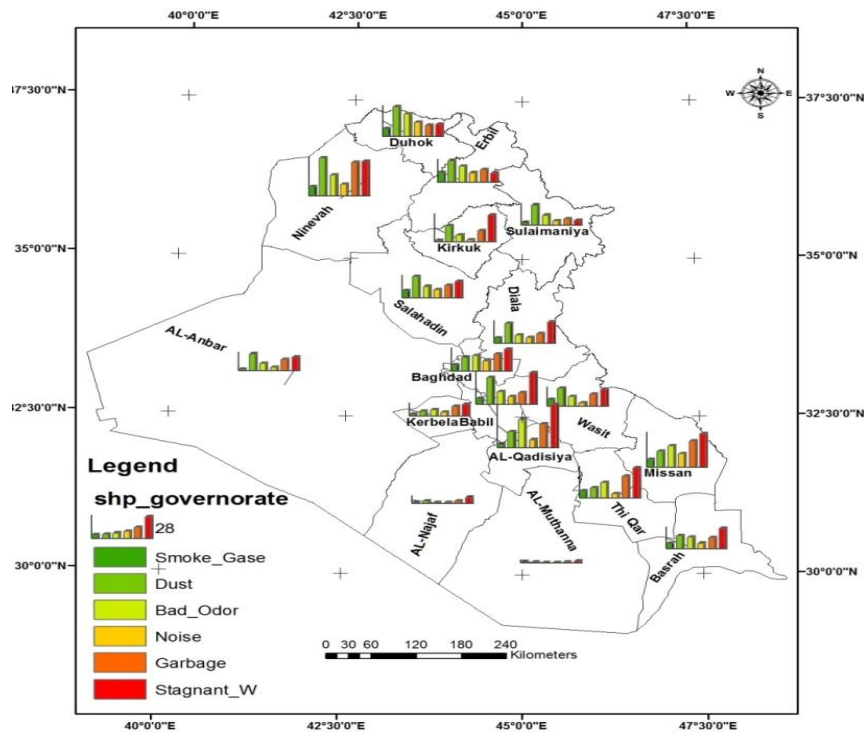 40°0'0"E 42°30'0"E 45°0'0"E 47°30'0"E
N
W E
S
37°30'0"N 37°30'0"N
Duhok
Erbil
Ninevah
Kirkuk
Sulaimaniya
35°0'0"N 35°0'0"N
Salahadin
Diala
AL-Anbar
Baghdad
32°30'0"N 32°30'0"N
Kerbela Babil
Wasit
AL-Qadisiya
Missan
Thi Qar
AL-Najaf
AL-Muthanna
Basrah
30°0'0"N 30°0'0"N
Legend
shp_governorate
28
Smoke_Gase
Dust
Bad_Odor
Noise
Garbage
Stagnant_W
0 30 60 120 180 240
Kilometers
40°0'0"E 42°30'0"E 45°0'0"E 47°30'0"E